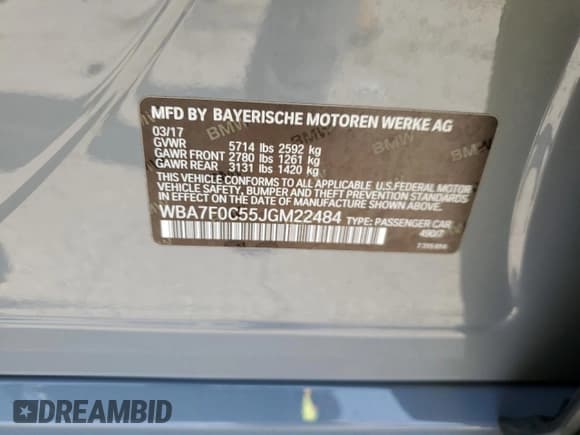 MFD BY BAYERISCHE MOTOREN WERKE AG
03/17
GVWR 5714 lbs 2592 kg
GAWR FRONT 2780 lbs 1261 kg
GAWR REAR 3131 lbs 1420 kg
THIS VEHICLE CONFORMS TO ALL APPLICABLE U.S. FEDERAL MOTOR
VEHICLE SAFETY, BUMPER AND THEFT PREVENTION STANDARDS
IN EFFECT ON THE DATE OF MANUFACTURE SHOWN ABOVE.
WBA7F0C55JGM22484 TYPE: PASSENGER CAR
DREAMBID